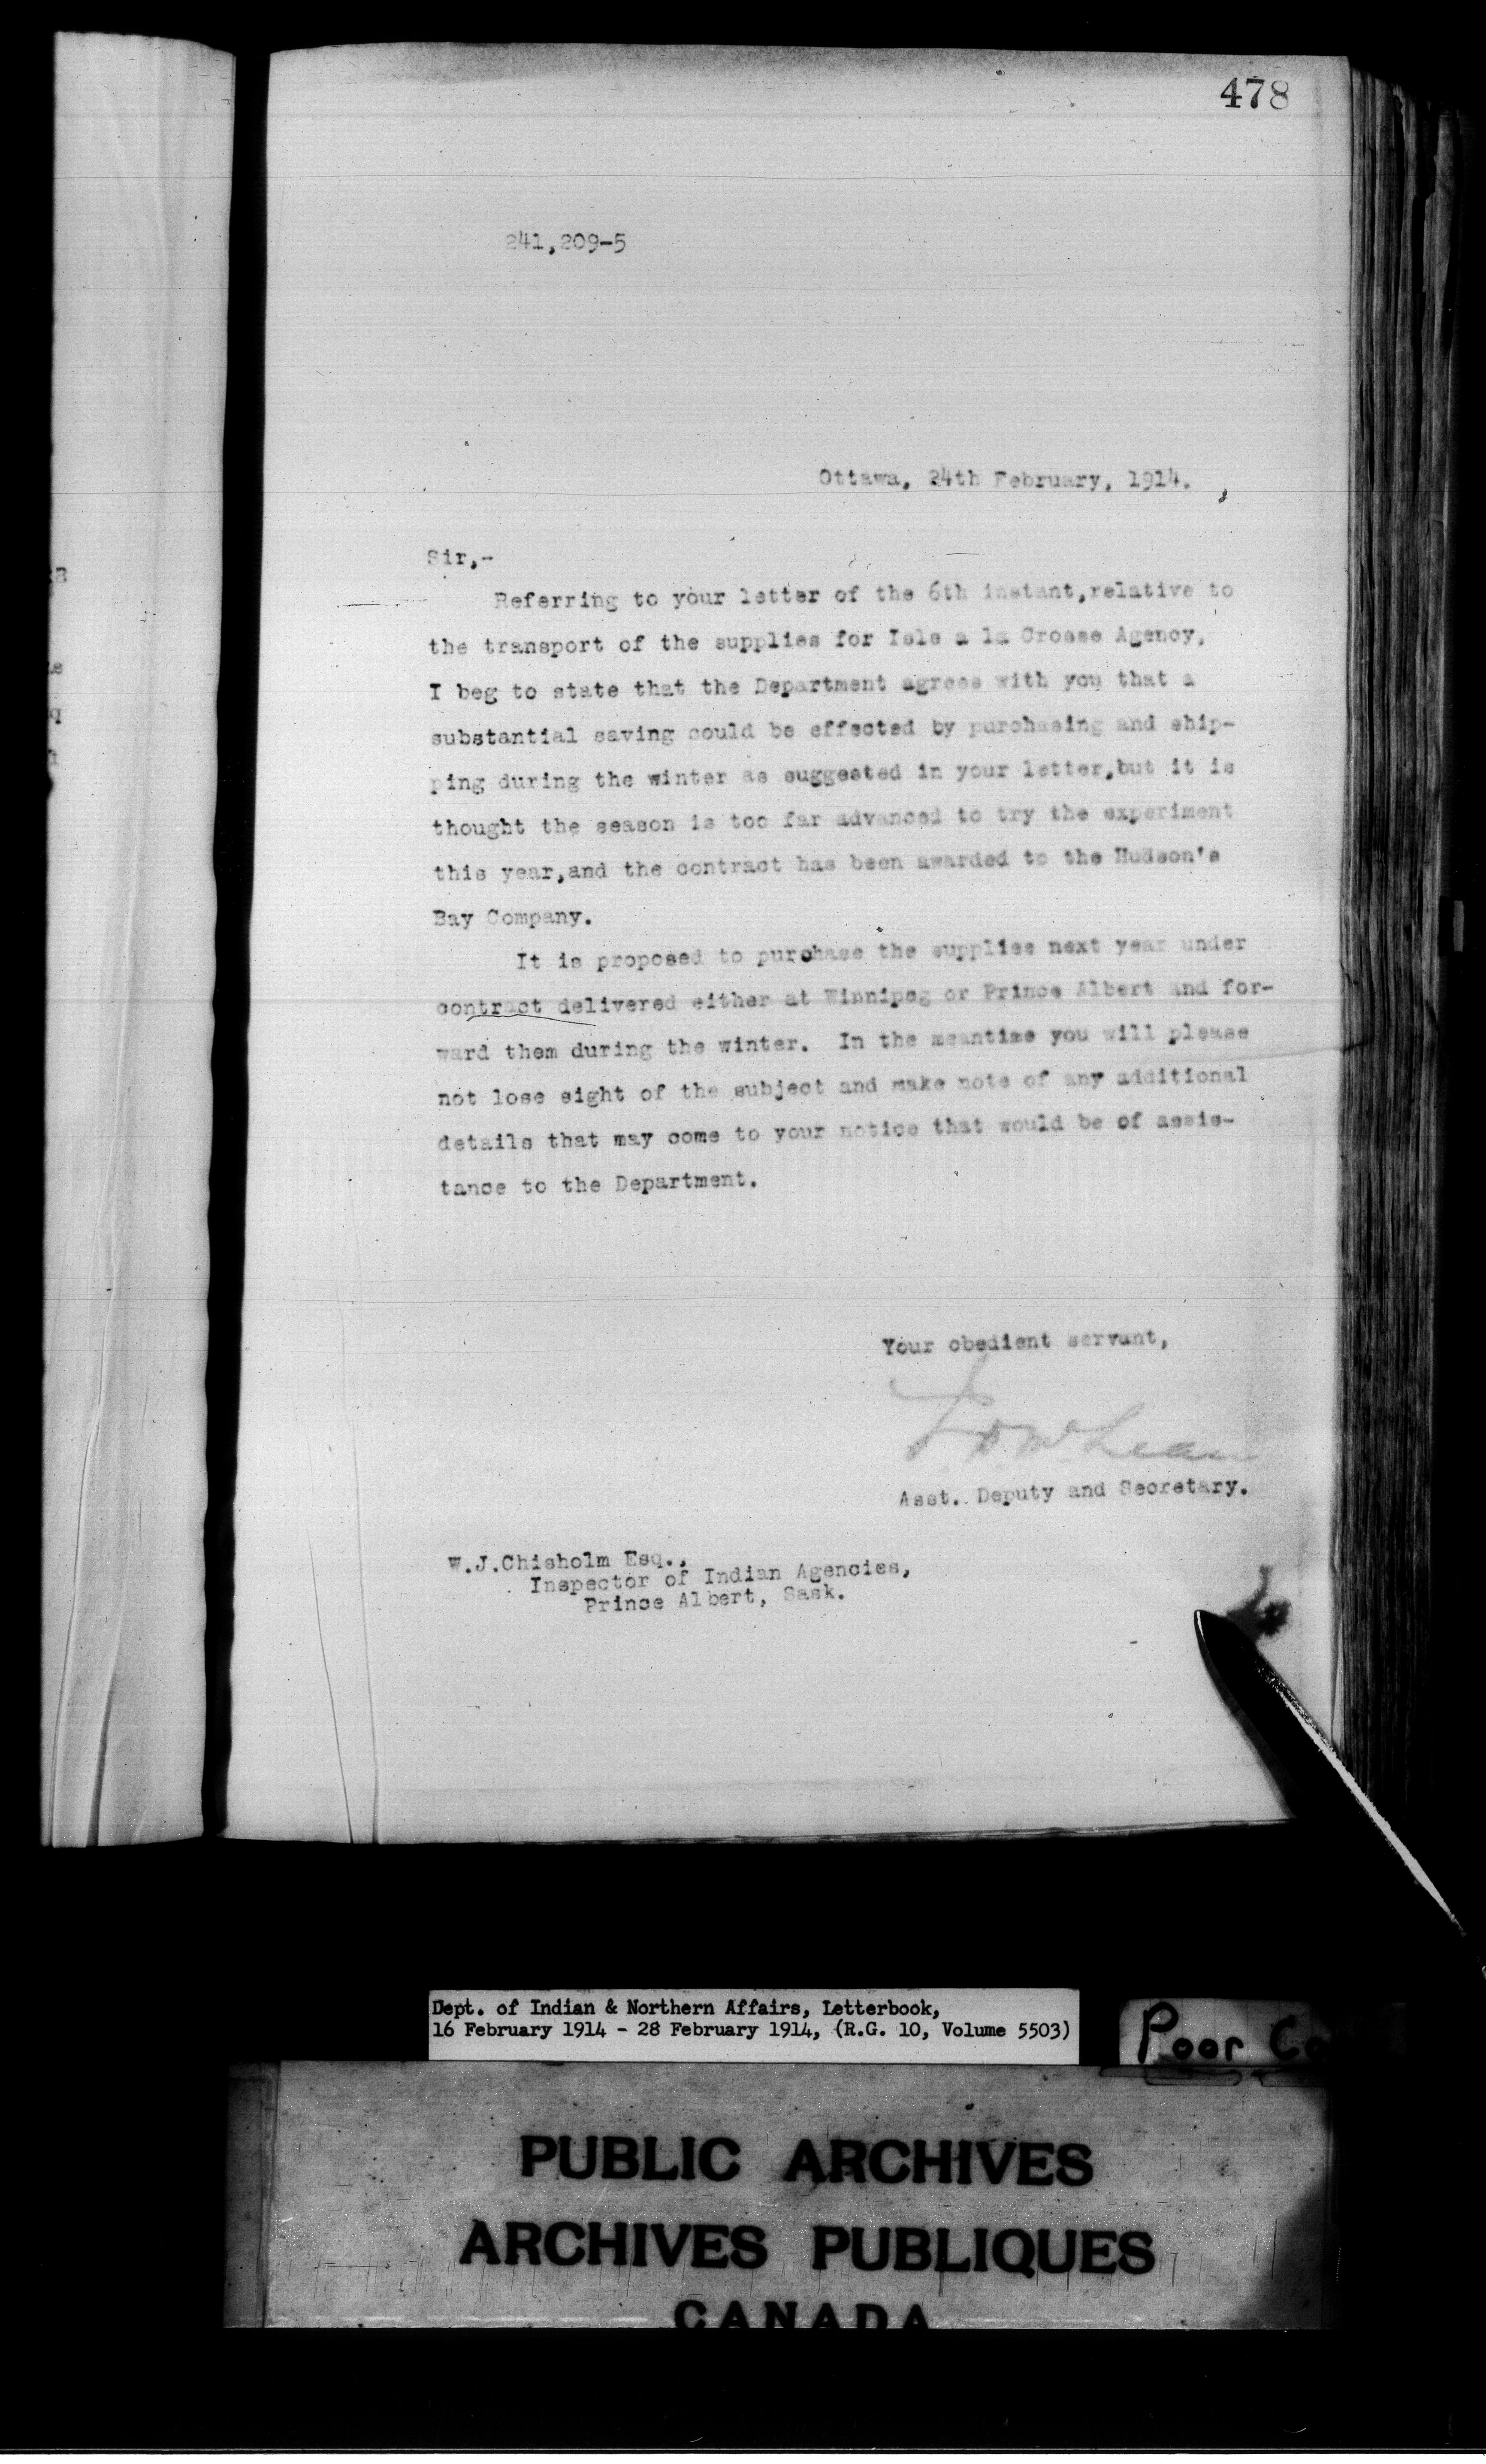 478
241,209-5
Ottawa, 24th February, 1914.
Sir,-
Referring to your letter of the 6th instant,relative to
the transport of the supplies for Isle a la Crosse Agency,
I beg to state that the Department agrees with you that a
substantial saving could be effected by purchasing and ship-
ping during the winter as suggested in your letter,but it is
thought the season is too far advanced to try the experiment
this year,and the contract has been awarded to the Hudson's
Bay Company.
It is proposed to purchase the supplies next year under
contract delivered either at Winnipeg or Prince Albert and for-
ward them during the winter. In the meantime you will please
not lose sight of the subject and make note of any additional
details that may come to your notice that would be of assis-
tance to the Department.
Your obedient servant,
J. D. McLean
Asst. Deputy and Secretary.
W.J.Chisholm Esq.,
Inspector of Indian Agencies,
Prince Albert, Sask.
Dept. of Indian & Northern Affairs, Letterbook,
16 February 1914 - 28 February 1914, (R.G. 10, Volume 5503)
Poor
PUBLIC ARCHIVES
ARCHIVES PUBLIQUES
CANADA